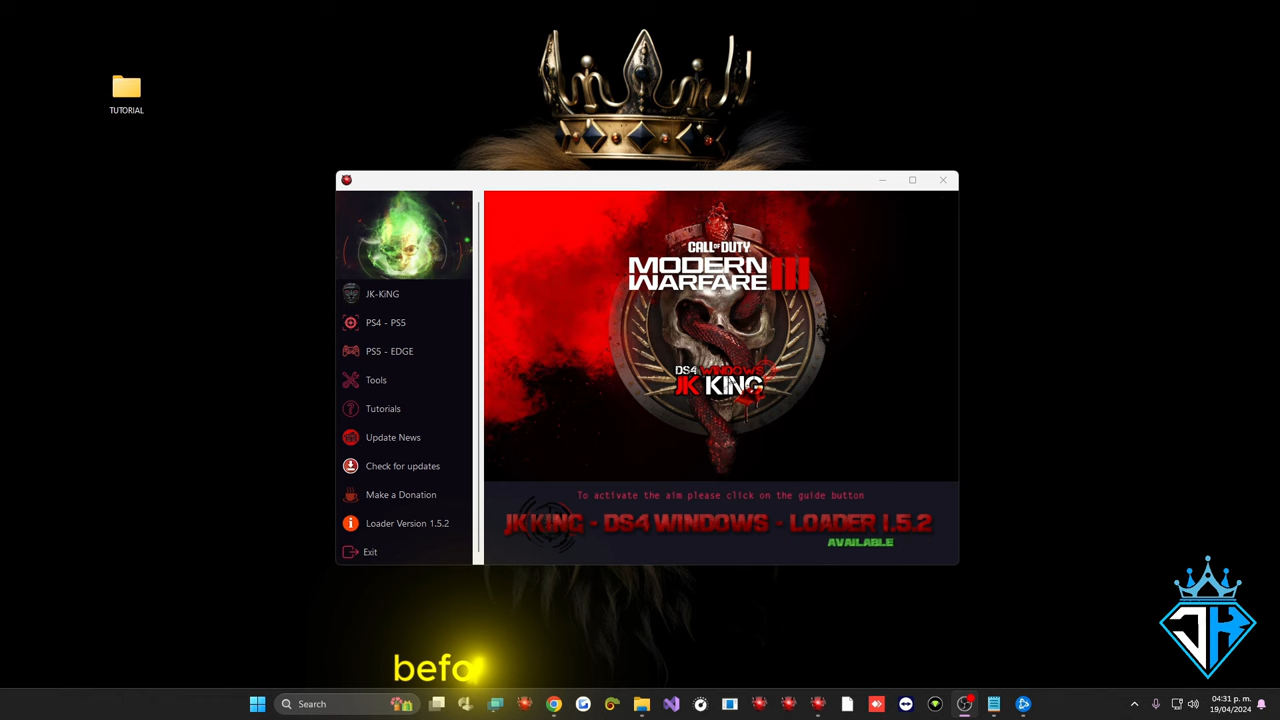 TUTORIAL
JK-KiNG
PS4 - PS5
PS5 - EDGE
Tools
Tutorials
Update News
Check for updates
Make a Donation
Loader Version 1.5.2
Exit
CALL OF DUTY
MODERN
WARFARE III
DS4 WINDOWS
JK KING
To activate the aim please click on the guide button
JK KING - DS4 WINDOWS - LOADER 1.5.2
AVAILABLE
JK
befo
Search
04:31 p. m.
19/04/2024